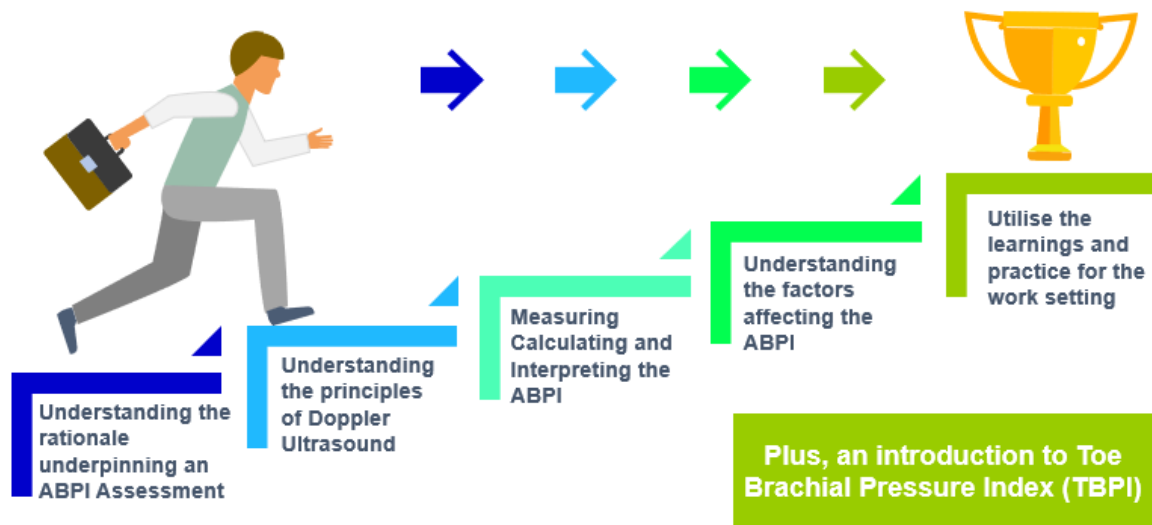 Understanding the
rationale
underpinning an
ABPI Assessment
Understanding
the principles
of Doppler
Ultrasound
Measuring
Calculating and
Interpreting the
ABPI
Understanding
the factors
affecting the
ABPI
Utilise the
learnings and
practice for the
work setting
Plus, an introduction to Toe
Brachial Pressure Index (TBPI)